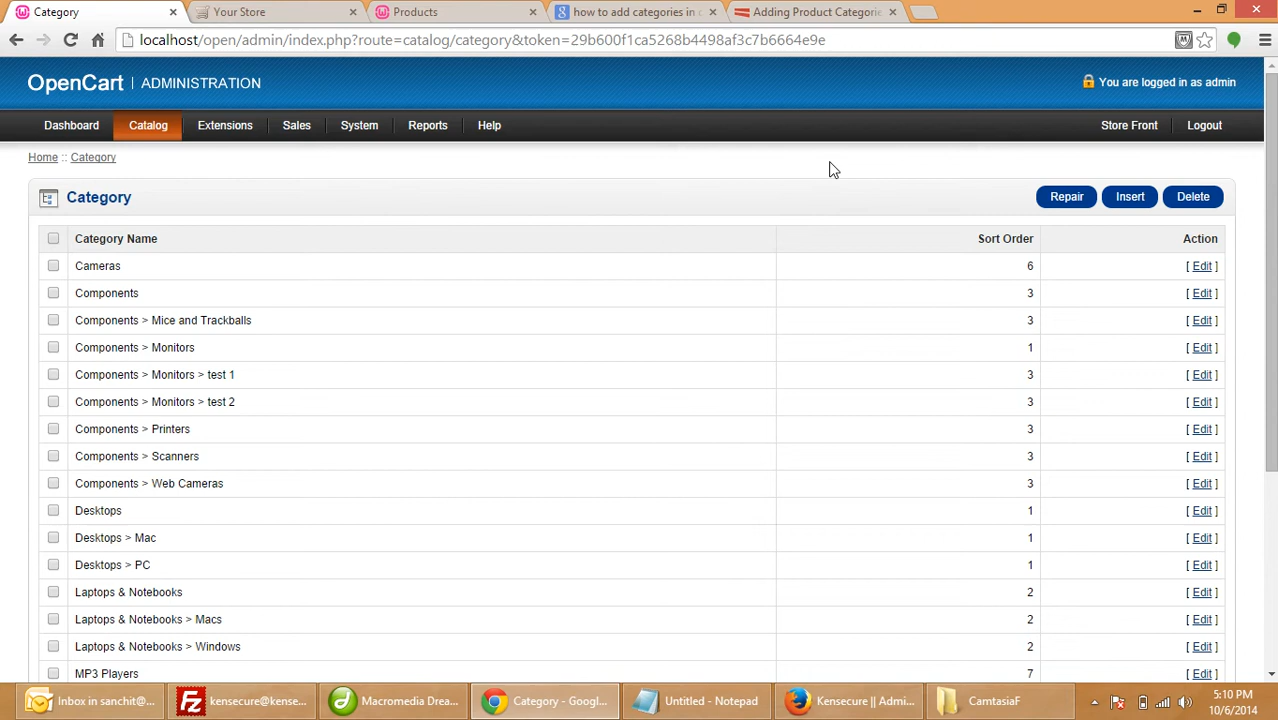 Category
Your Store
Products
how to add categories in
Adding Product Categorie
localhost/open/admin/index.php?route=catalog/category&token=29b600f1ca5268b4498af3c7b6664e9e
OpenCart | ADMINISTRATION
You are logged in as admin
Dashboard Catalog Extensions Sales System Reports Help Store Front Logout
Home :: Category
Category
Repair Insert Delete
Category Name Sort Order Action
Cameras 6 [ Edit ]
Components 3 [ Edit ]
Components > Mice and Trackballs 3 [ Edit ]
Components > Monitors 1 [ Edit ]
Components > Monitors > test 1 3 [ Edit ]
Components > Monitors > test 2 3 [ Edit ]
Components > Printers 3 [ Edit ]
Components > Scanners 3 [ Edit ]
Components > Web Cameras 3 [ Edit ]
Desktops 1 [ Edit ]
Desktops > Mac 1 [ Edit ]
Desktops > PC 1 [ Edit ]
Laptops & Notebooks 2 [ Edit ]
Laptops & Notebooks > Macs 2 [ Edit ]
Laptops & Notebooks > Windows 2 [ Edit ]
MP3 Players 7 [ Edit ]
Inbox in sanchit@... kensecure@kense... Macromedia Drea... Category - Googl... Untitled - Notepad Kensecure || Admi... CamtasiaF 5:10 PM
10/6/2014